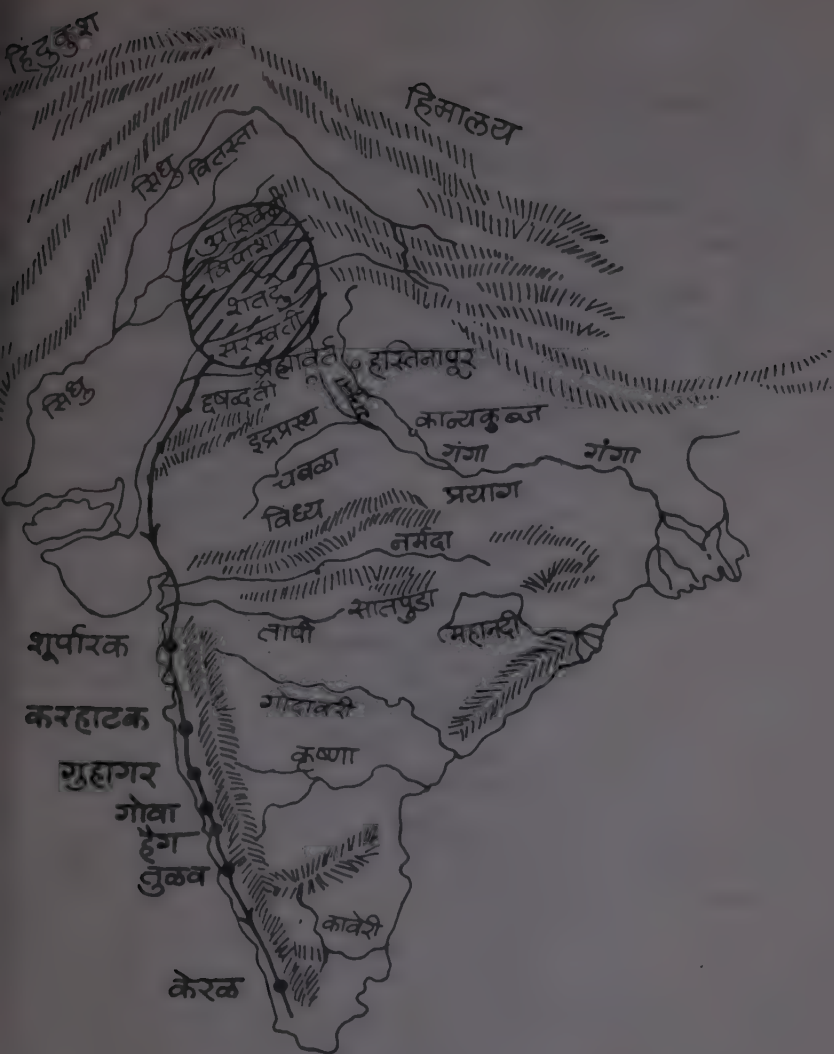 हिंदुकुश
हिमालय
सिंधु
वितस्ता
असिक्नी
विपाशा
शतद्रु
सरस्वती
ब्रह्मावर्त
हस्तिनापूर
सिंधु
दृषद्वती
इंद्रप्रस्थ
कान्यकुब्ज
गंगा
गंगा
चंबळा
प्रयाग
विंध्य
नर्मदा
सातपुडा
तापी
महानदी
शूर्पारक
गोदावरी
करहाटक
कृष्णा
गुहागर
गोवा
हैग
तुळव
कावेरी
केरळ